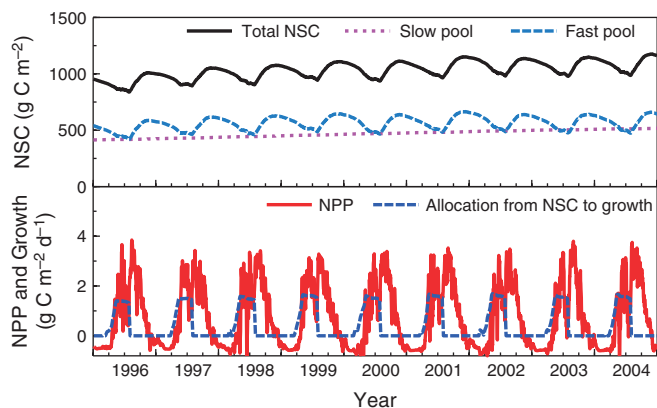 1500
1000
500
0
NSC (g C m⁻²)
Total NSC Slow pool Fast pool
4
2
0
NPP and Growth
(g C m⁻² d⁻¹)
NPP Allocation from NSC to growth
1996 1997 1998 1999 2000 2001 2002 2003 2004
Year